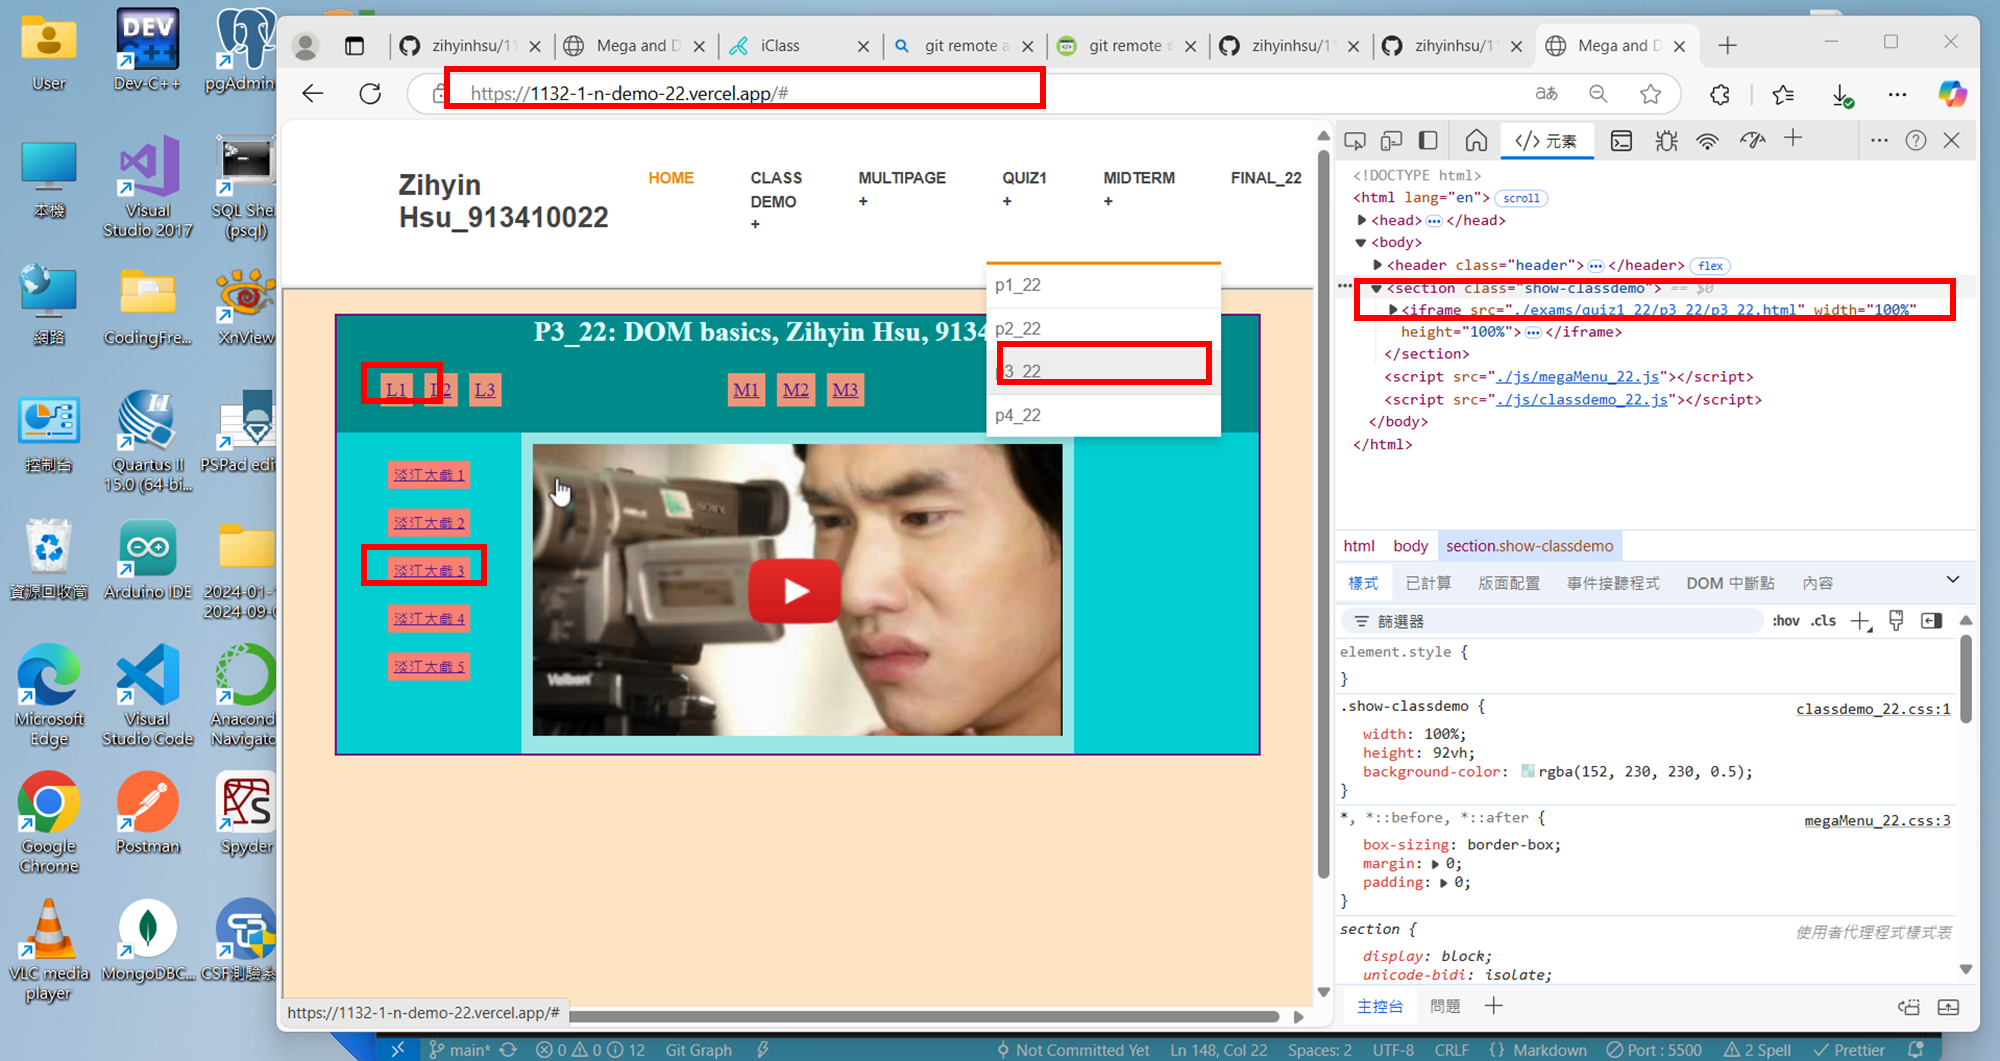 User
Dev-C++
pgAdmin
本機
Visual
Studio 2017
SQL She
(psql)
網路
CodingFre...
XnView
控制台
Quartus II
15.0 (64-bi...
PSPad edit
資源回收筒
Arduino IDE
2024-01-
2024-09-
Microsoft
Edge
Visual
Studio Code
Anacond
Navigato
Google
Chrome
Postman
Spyder
VLC media
player
MongoDBC...
CSF測驗系
zihyinhsu/11
Mega and D
iClass
git remote a
git remote
zihyinhsu/11
zihyinhsu/11
Mega and D
https://1132-1-n-demo-22.vercel.app/#
Zihyin
Hsu_913410022
HOME
CLASS
DEMO
+
MULTIPAGE
+
QUIZ1
+
MIDTERM
+
FINAL_22
p1_22
p2_22
p3_22
p4_22
P3_22: DOM basics, Zihyin Hsu, 9134
L1
L2
L3
M1
M2
M3
淡江大戲 1
淡江大戲 2
淡江大戲 3
淡江大戲 4
淡江大戲 5
SONY
Velbon
https://1132-1-n-demo-22.vercel.app/#
元素
<!DOCTYPE html>
<html lang="en"> scroll
<head> ··· </head>
<body>
<header class="header"> ··· </header> flex
<section class="show-classdemo"> == $0
<iframe src="./exams/quiz1_22/p3_22/p3_22.html" width="100%"
height="100%"> ··· </iframe>
</section>
<script src="./js/megaMenu_22.js"></script>
<script src="./js/classdemo_22.js"></script>
</body>
</html>
html body section.show-classdemo
樣式 已計算 版面配置 事件接聽程式 DOM 中斷點 內容
篩選器 :hov .cls
element.style {
}
.show-classdemo { classdemo_22.css:1
width: 100%;
height: 92vh;
background-color: rgba(152, 230, 230, 0.5);
}
*, *::before, *::after { megaMenu_22.css:3
box-sizing: border-box;
margin: 0;
padding: 0;
}
section { 使用者代理程式樣式表
display: block;
unicode-bidi: isolate;
主控台 問題
main* 0 0 12 Git Graph Not Committed Yet Ln 148, Col 22 Spaces: 2 UTF-8 CRLF {} Markdown Port : 5500 2 Spell Prettier